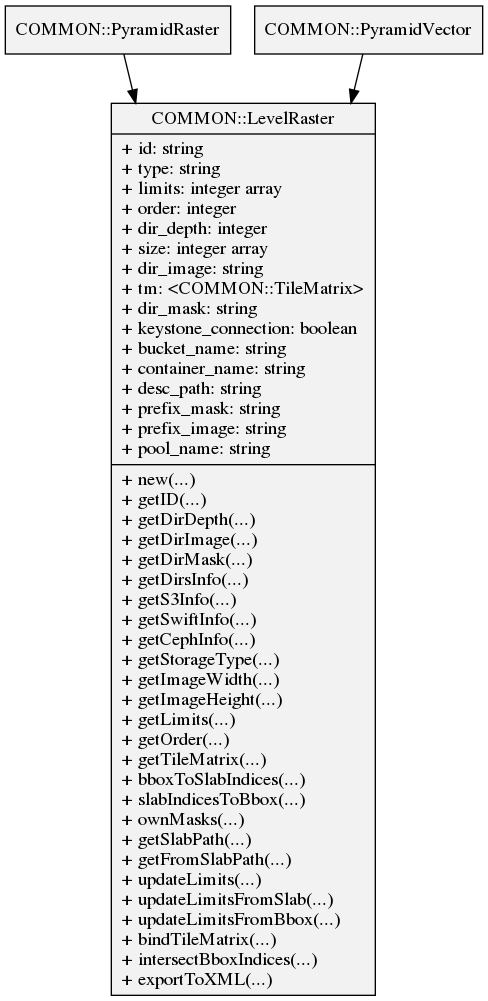 COMMON::PyramidRaster
COMMON::PyramidVector
COMMON::LevelRaster
+ id: string
+ type: string
+ limits: integer array
+ order: integer
+ dir_depth: integer
+ size: integer array
+ dir_image: string
+ tm: <COMMON::TileMatrix>
+ dir_mask: string
+ keystone_connection: boolean
+ bucket_name: string
+ container_name: string
+ desc_path: string
+ prefix_mask: string
+ prefix_image: string
+ pool_name: string
+ new(...)
+ getID(...)
+ getDirDepth(...)
+ getDirImage(...)
+ getDirMask(...)
+ getDirsInfo(...)
+ getS3Info(...)
+ getSwiftInfo(...)
+ getCephInfo(...)
+ getStorageType(...)
+ getImageWidth(...)
+ getImageHeight(...)
+ getLimits(...)
+ getOrder(...)
+ getTileMatrix(...)
+ bboxToSlabIndices(...)
+ slabIndicesToBbox(...)
+ ownMasks(...)
+ getSlabPath(...)
+ getFromSlabPath(...)
+ updateLimits(...)
+ updateLimitsFromSlab(...)
+ updateLimitsFromBbox(...)
+ bindTileMatrix(...)
+ intersectBboxIndices(...)
+ exportToXML(...)